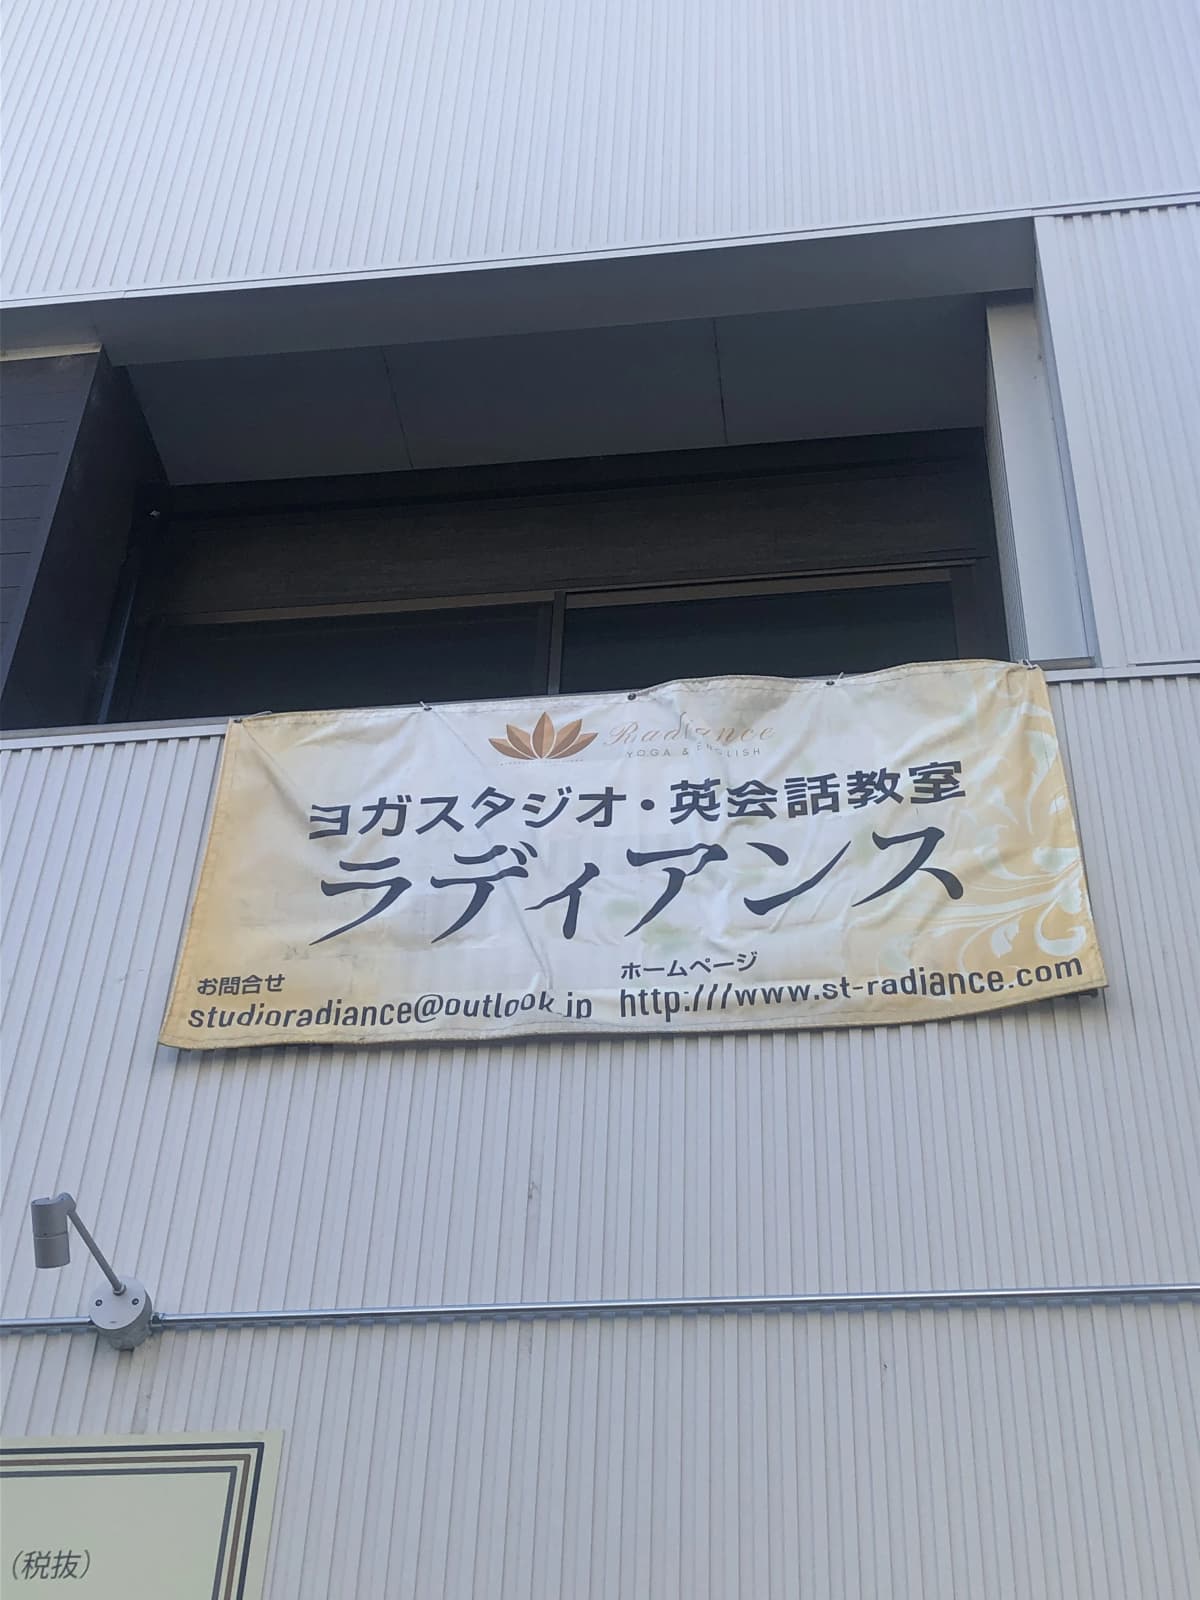 Radiance
YOGA & ENGLISH
ヨガスタジオ・英会話教室
ラディアンス
お問合せ
studioradiance@outlook.jp
ホームページ
http:///www.st-radiance.com
（税抜）